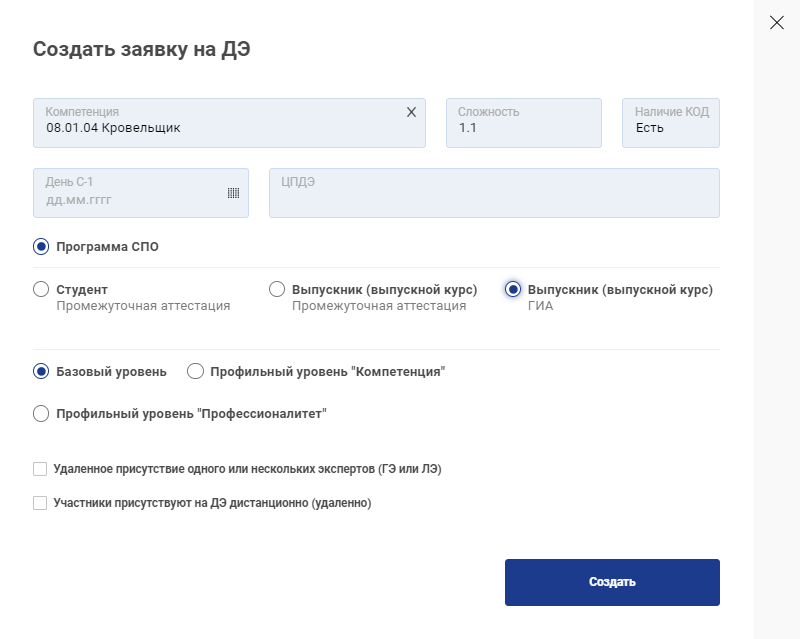 Создать заявку на ДЭ
Компетенция
08.01.04 Кровельщик
Сложность
1.1
Наличие КОД
Есть
День С-1
дд.мм.гггг
ЦПДЭ
Программа СПО
Студент
Промежуточная аттестация
Выпускник (выпускной курс)
Промежуточная аттестация
Выпускник (выпускной курс)
ГИА
Базовый уровень
Профильный уровень "Компетенция"
Профильный уровень "Профессионалитет"
Удаленное присутствие одного или нескольких экспертов (ГЭ или ЛЭ)
Участники присутствуют на ДЭ дистанционно (удаленно)
Создать